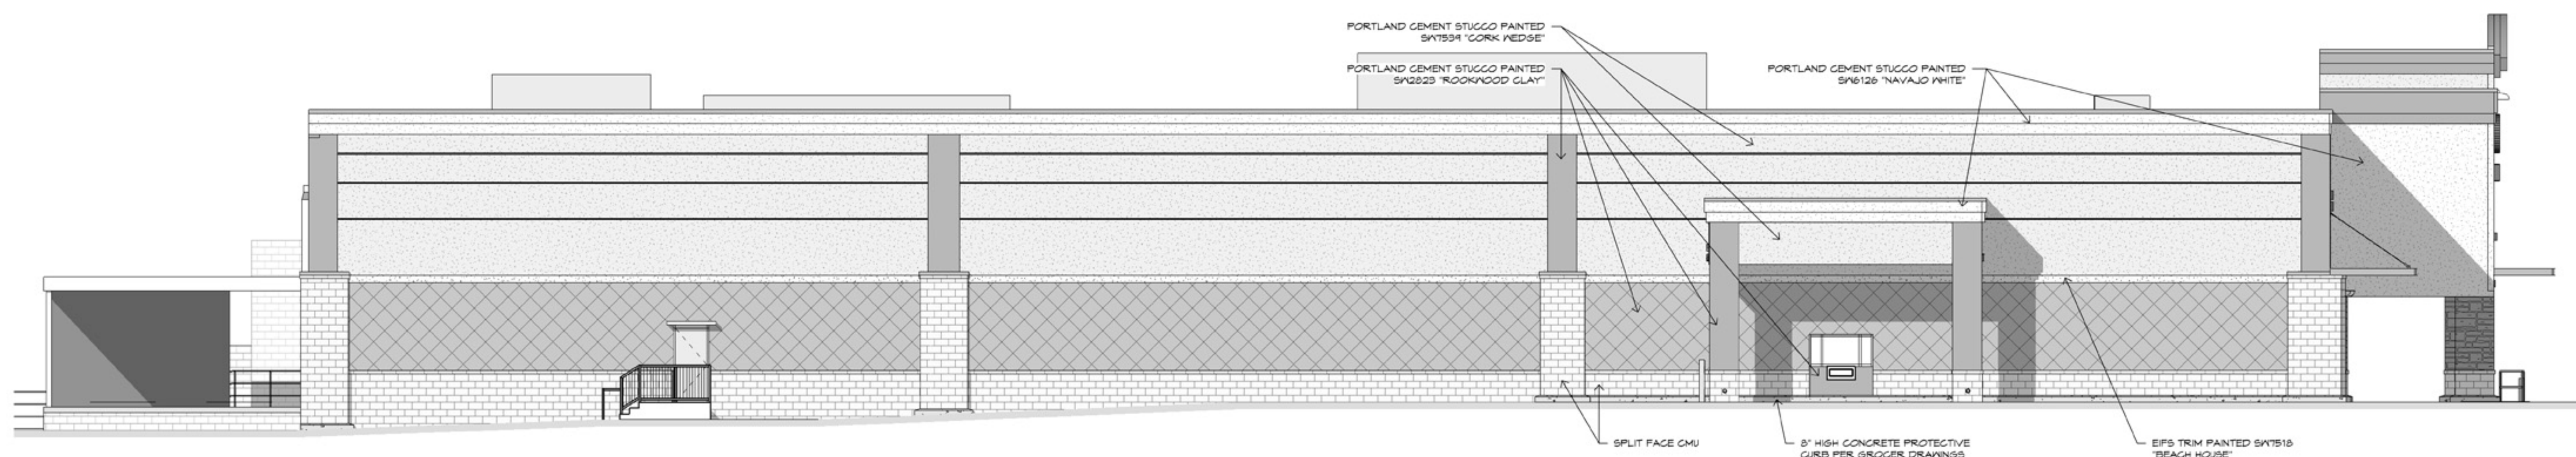 PORTLAND CEMENT STUCCO PAINTED
SW7539 "CORK WEDGE"
PORTLAND CEMENT STUCCO PAINTED
SW2823 "ROOKWOOD CLAY"
PORTLAND CEMENT STUCCO PAINTED
SW6126 "NAVAJO WHITE"
SPLIT FACE CMU
8" HIGH CONCRETE PROTECTIVE
CURB PER GROCER DRAWINGS
EIFS TRIM PAINTED SW7518
"BEACH HOUSE"